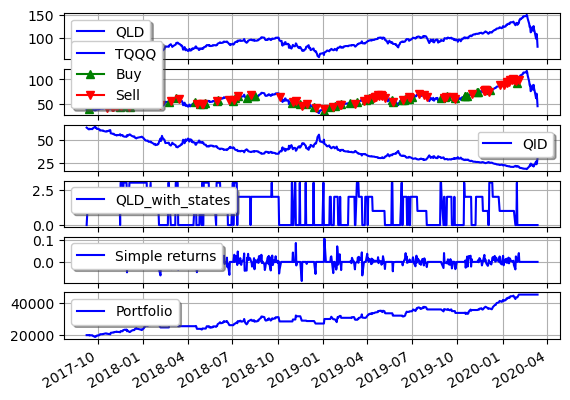 150
100
QLD
TQQQ
Buy
Sell
100
50
50
25
QID
2.5
0.0
QLD_with_states
0.1
0.0
Simple returns
40000
20000
Portfolio
2017-10
2018-01
2018-04
2018-07
2018-10
2019-01
2019-04
2019-07
2019-10
2020-01
2020-04